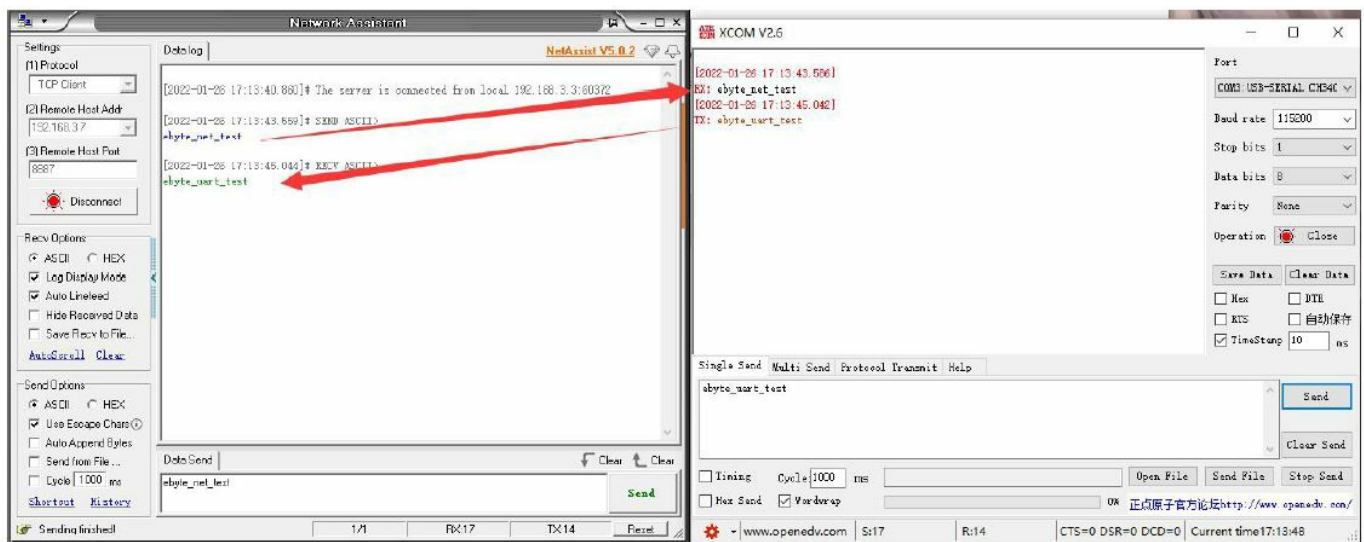 Network Assistant
Settings
(1) Protocol
TCP Client
(2) Remote Host Addr
192.168.3.7
(3) Remote Host Port
8887
Disconnect
Recv Options
ASCII HEX
Log Display Mode
Auto Linefeed
Hide Received Data
Save Recv to File...
AutoScroll Clear
Send Options
ASCII HEX
Use Escape Chars
Auto Append Bytes
Send from File ...
Cycle 1000 ms
Shortcut History
Data log
NetAssist V5.0.2
[2022-01-26 17:13:40.860]# The server is connected from local 192.168.3.3:60372
[2022-01-26 17:13:43.559]# SEND ASCII>
ebyte_net_test
[2022-01-26 17:13:45.044]# RECV ASCII>
ebyte_uart_test
Data Send
Clear Clear
ebyte_net_test
Send
Sending finished!
1/1
RX:17
TX:14
Reset
XCOM V2.6
[2022-01-26 17:13:43.586]
RX: ebyte_net_test
[2022-01-26 17:13:45.042]
TX: ebyte_uart_test
Port
COM3: USB-SERIAL CH340
Baud rate 115200
Stop bits 1
Data bits 8
Parity None
Operation Close
Save Data Clear Data
Hex DTR
RTS 自动保存
TimeStamp 10 ms
Single Send Multi Send Protocol Transmit Help
ebyte_uart_test
Send
Clear Send
Timing Cycle: 1000 ms
Open File Send File Stop Send
Hex Send Wordwrap
0% 正点原子官方论坛http://www.openedv.com/
www.openedv.com S:17 R:14 CTS=0 DSR=0 DCD=0 Current time17:13:48